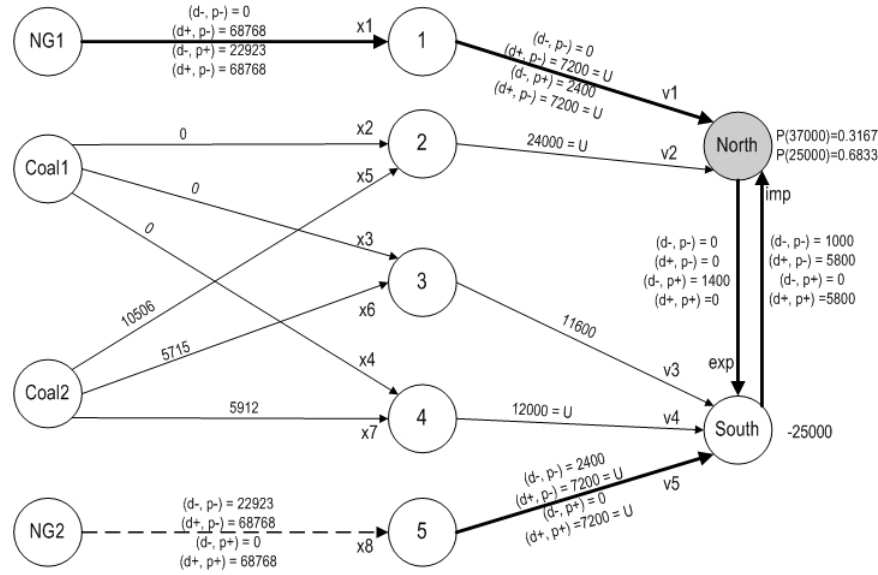 NG1
(d-, p-) = 0
(d+, p-) = 68768
(d-, p+) = 22923
(d+, p-) = 68768
x1
1
(d-, p-) = 0
(d+, p-) = 7200 = U
(d-, p+) = 2400
(d+, p-) = 7200 = U
v1
Coal1
0
x2
x5
2
24000 = U
v2
North
P(37000)=0.3167
P(25000)=0.6833
imp
0
0
x3
x6
3
(d-, p-) = 0
(d+, p-) = 0
(d-, p+) = 1400
(d+, p+) =0
(d-, p-) = 1000
(d+, p-) = 5800
(d-, p+) = 0
(d+, p+) =5800
10506
5715
11600
v3
exp
Coal2
5912
x4
x7
4
12000 = U
v4
South
-25000
NG2
(d-, p-) = 22923
(d+, p-) = 68768
(d-, p+) = 0
(d+, p+) = 68768
x8
5
(d-, p-) = 2400
(d+, p-) = 7200 = U
(d-, p+) = 0
(d+, p+) =7200 = U
v5